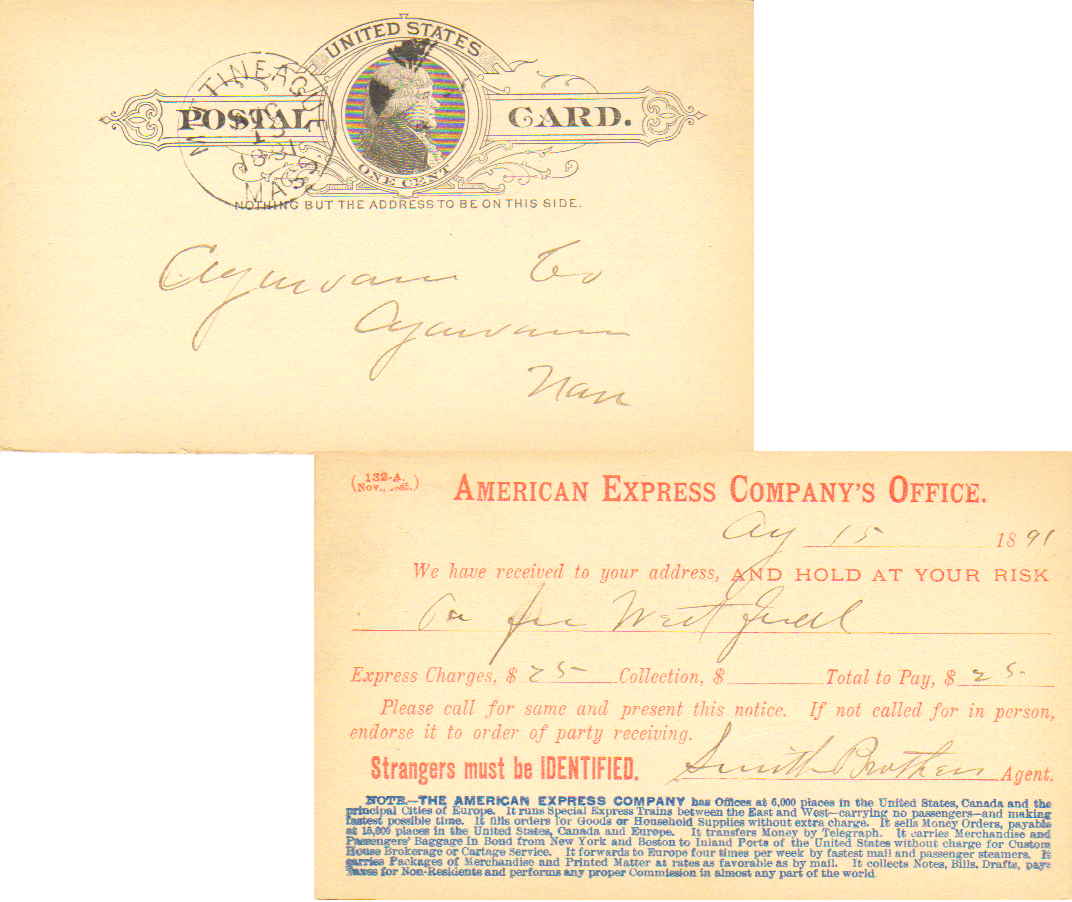 UNITED STATES
POSTAL CARD.
ONE CENT
NOTHING BUT THE ADDRESS TO BE ON THIS SIDE.
MITTINEAGUE
15
1891
MASS
Agawam Co
Agawam
Mass
(132-A. Nov.,
AMERICAN EXPRESS COMPANY'S OFFICE.
Ag 15 1891
We have received to your address, AND HOLD AT YOUR RISK
West
Express Charges, $ 25 Collection, $ Total to Pay, $ 25
Please call for same and present this notice. If not called for in person,
endorse it to order of party receiving.
Strangers must be IDENTIFIED. Smith Brothers Agent.
NOTE.—THE AMERICAN EXPRESS COMPANY has Offices at 6,000 places in the United States, Canada and the
principal Cities of Europe. It runs Special Express Trains between the East and West—carrying no passengers—and making
fastest possible time. It fills orders for Goods or Household Supplies without extra charge. It sells Money Orders, payable
at 15,000 places in the United States, Canada and Europe. It transfers Money by Telegraph. It carries Merchandise and
Passengers' Baggage In Bond from New York and Boston to Inland Ports of the United States without charge for Custom
House Brokerage or Cartage Service. It forwards to Europe four times per week by fastest mail and passenger steamers. It
carries Packages of Merchandise and Printed Matter at rates as favorable as by mail. It collects Notes, Bills, Drafts, pays
Taxes for Non-Residents and performs any proper Commission in almost any part of the world